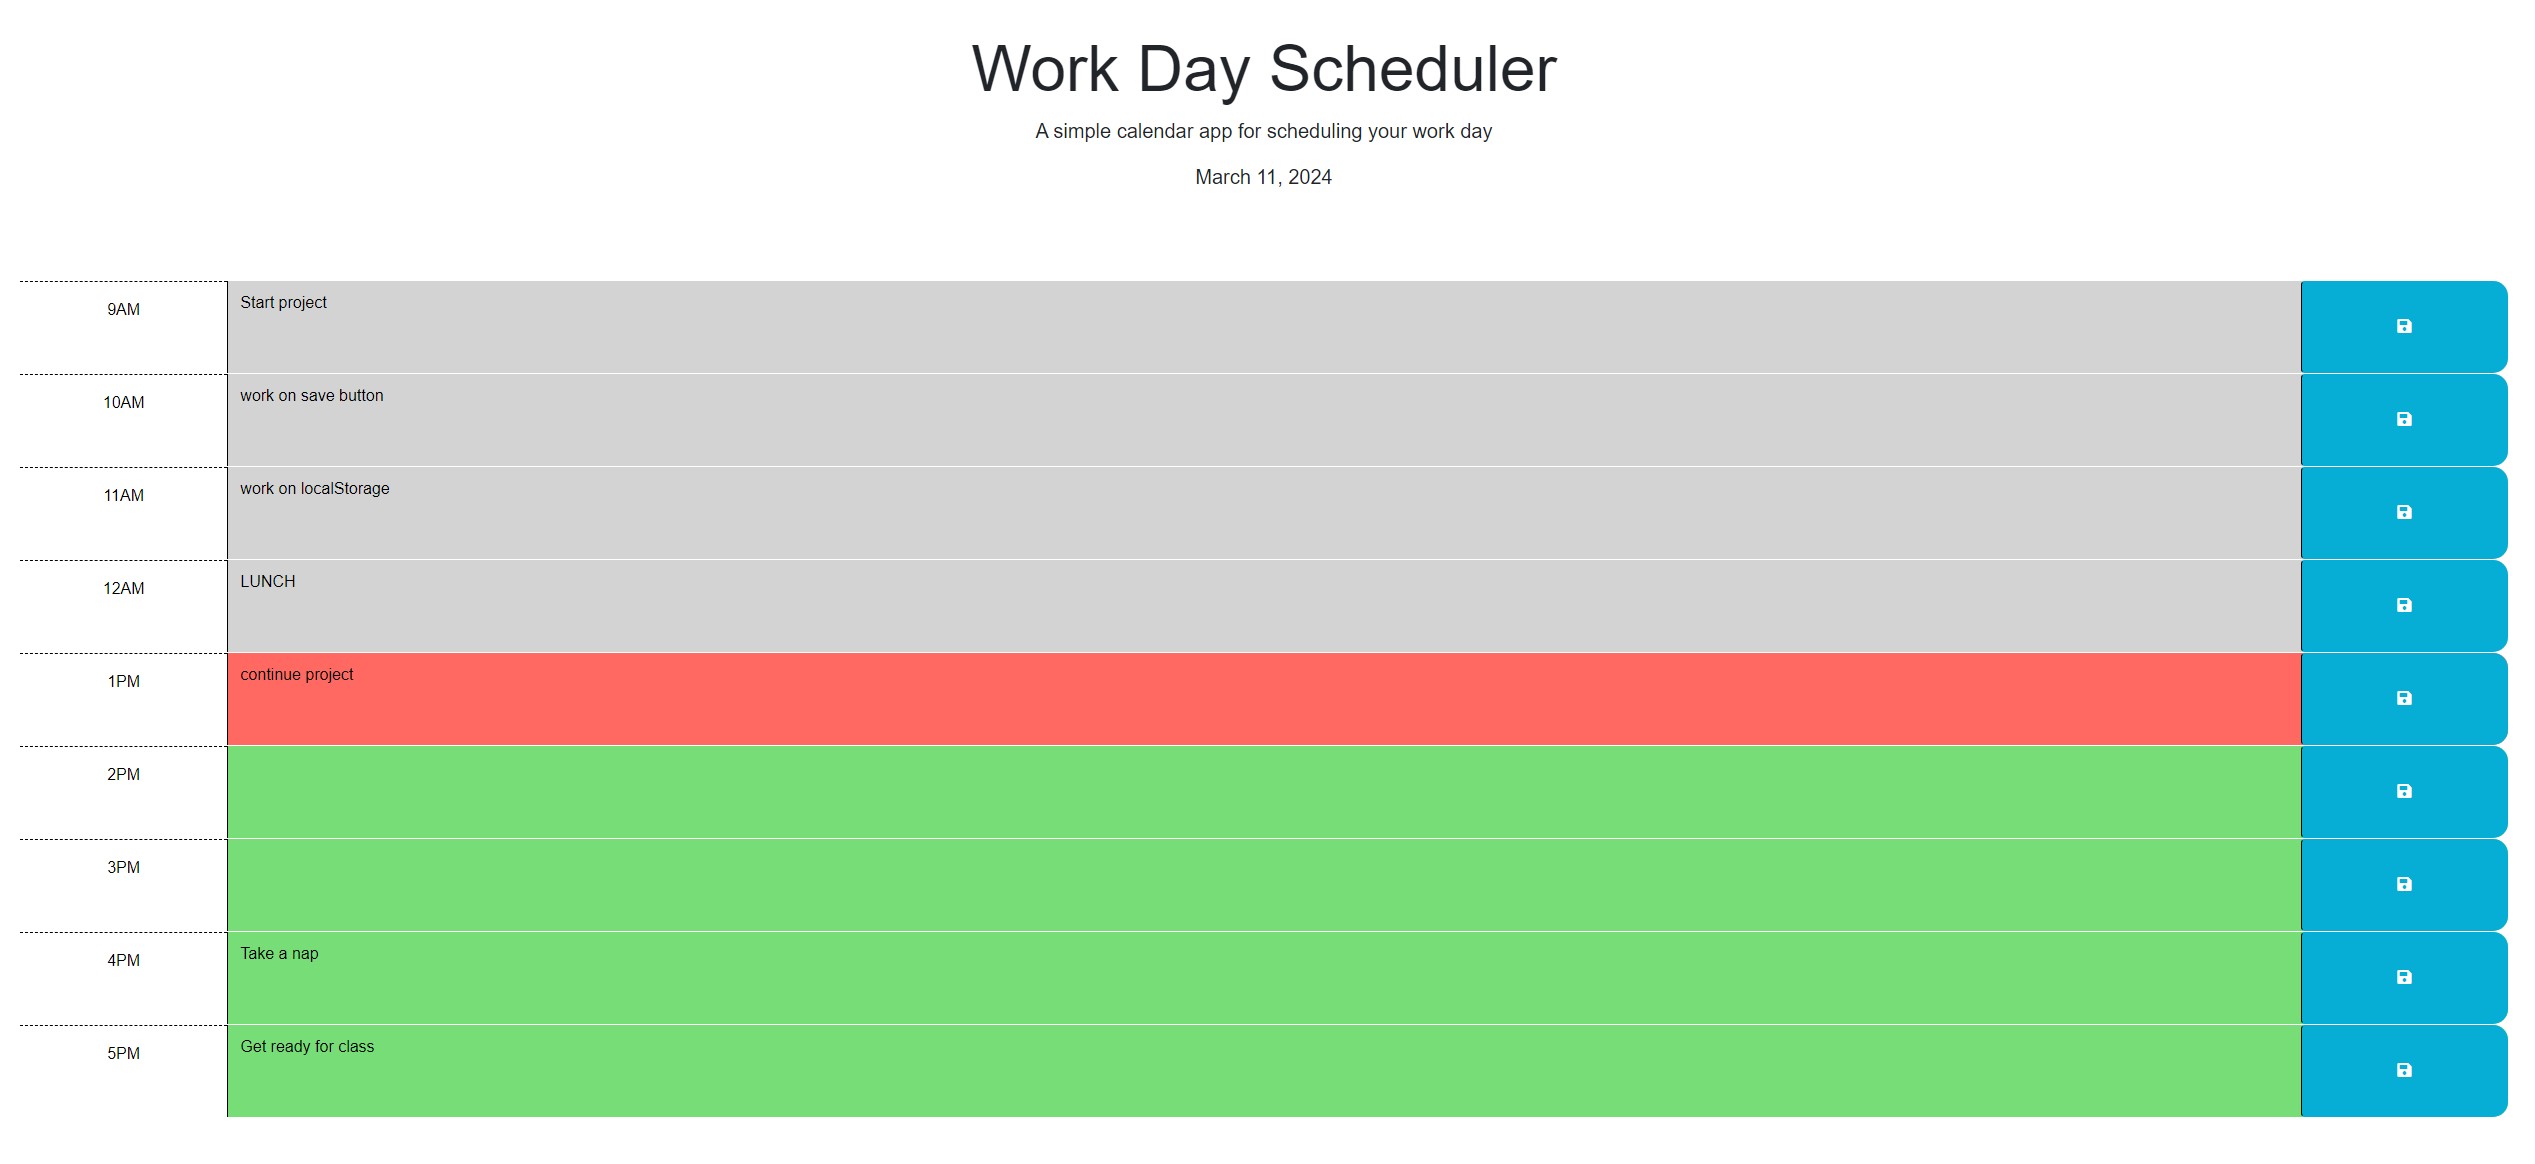 Work Day Scheduler
A simple calendar app for scheduling your work day
March 11, 2024
9AM
Start project
10AM
work on save button
11AM
work on localStorage
12AM
LUNCH
1PM
continue project
2PM
3PM
4PM
Take a nap
5PM
Get ready for class